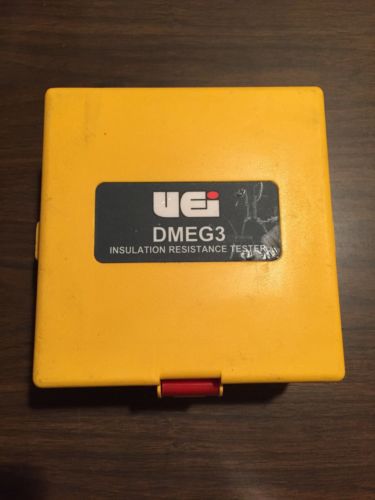 UEi
DMEG3
INSULATION RESISTANCE TESTER